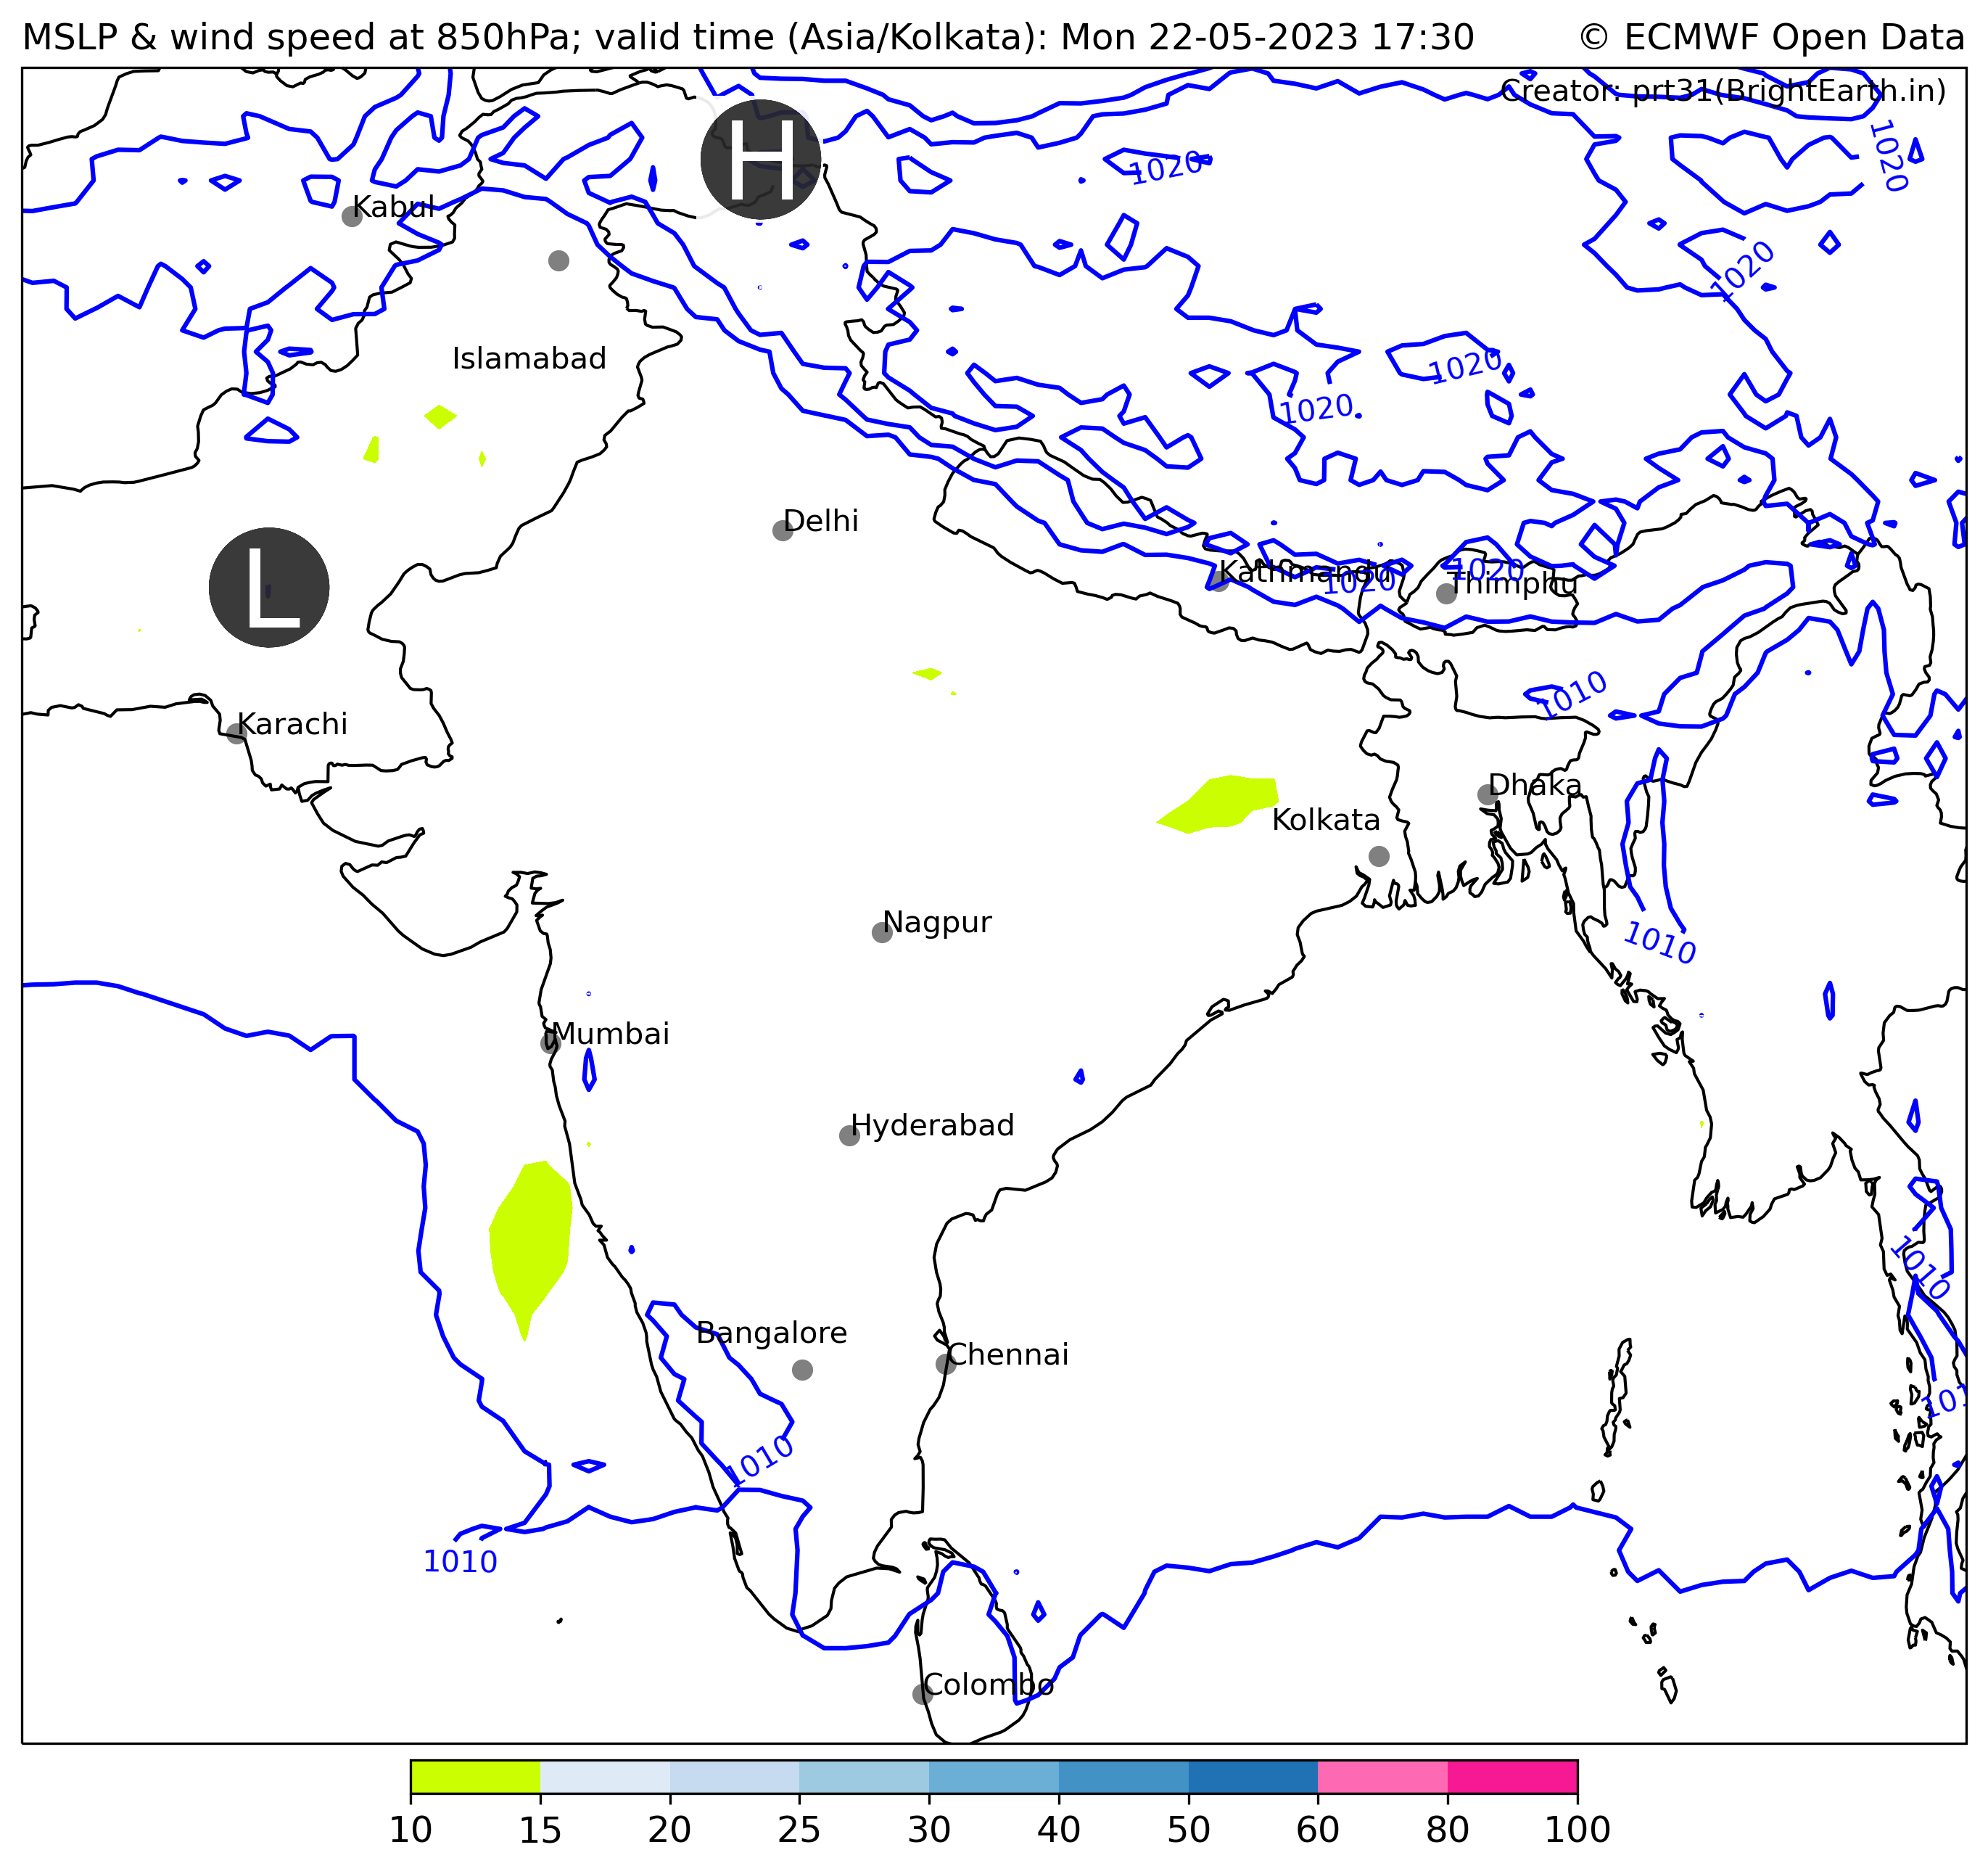 MSLP & wind speed at 850hPa; valid time (Asia/Kolkata): Mon 22-05-2023 17:30
© ECMWF Open Data
Creator: prt31(BrightEarth.in)
H
1020
1020
Kabul
1020
Islamabad
1020
1020
Delhi
L
Kathmandu
1020
1020
Thimphu
1010
Karachi
Dhaka
Kolkata
Nagpur
1010
Mumbai
Hyderabad
1010
Bangalore
Chennai
101
1010
1010
Colombo
10 15 20 25 30 40 50 60 80 100